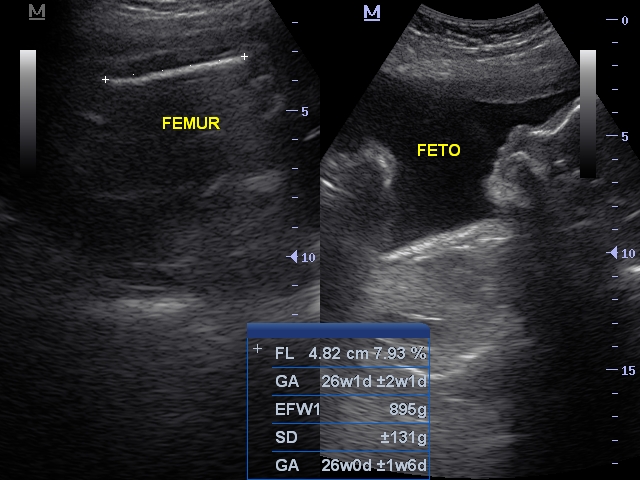 M
M
0
5
10
5
10
15
FEMUR
FETO
+ FL 4.82 cm 7.93 %
GA 26w1d ±2w1d
EFW1 895g
SD ±131g
GA 26w0d ±1w6d